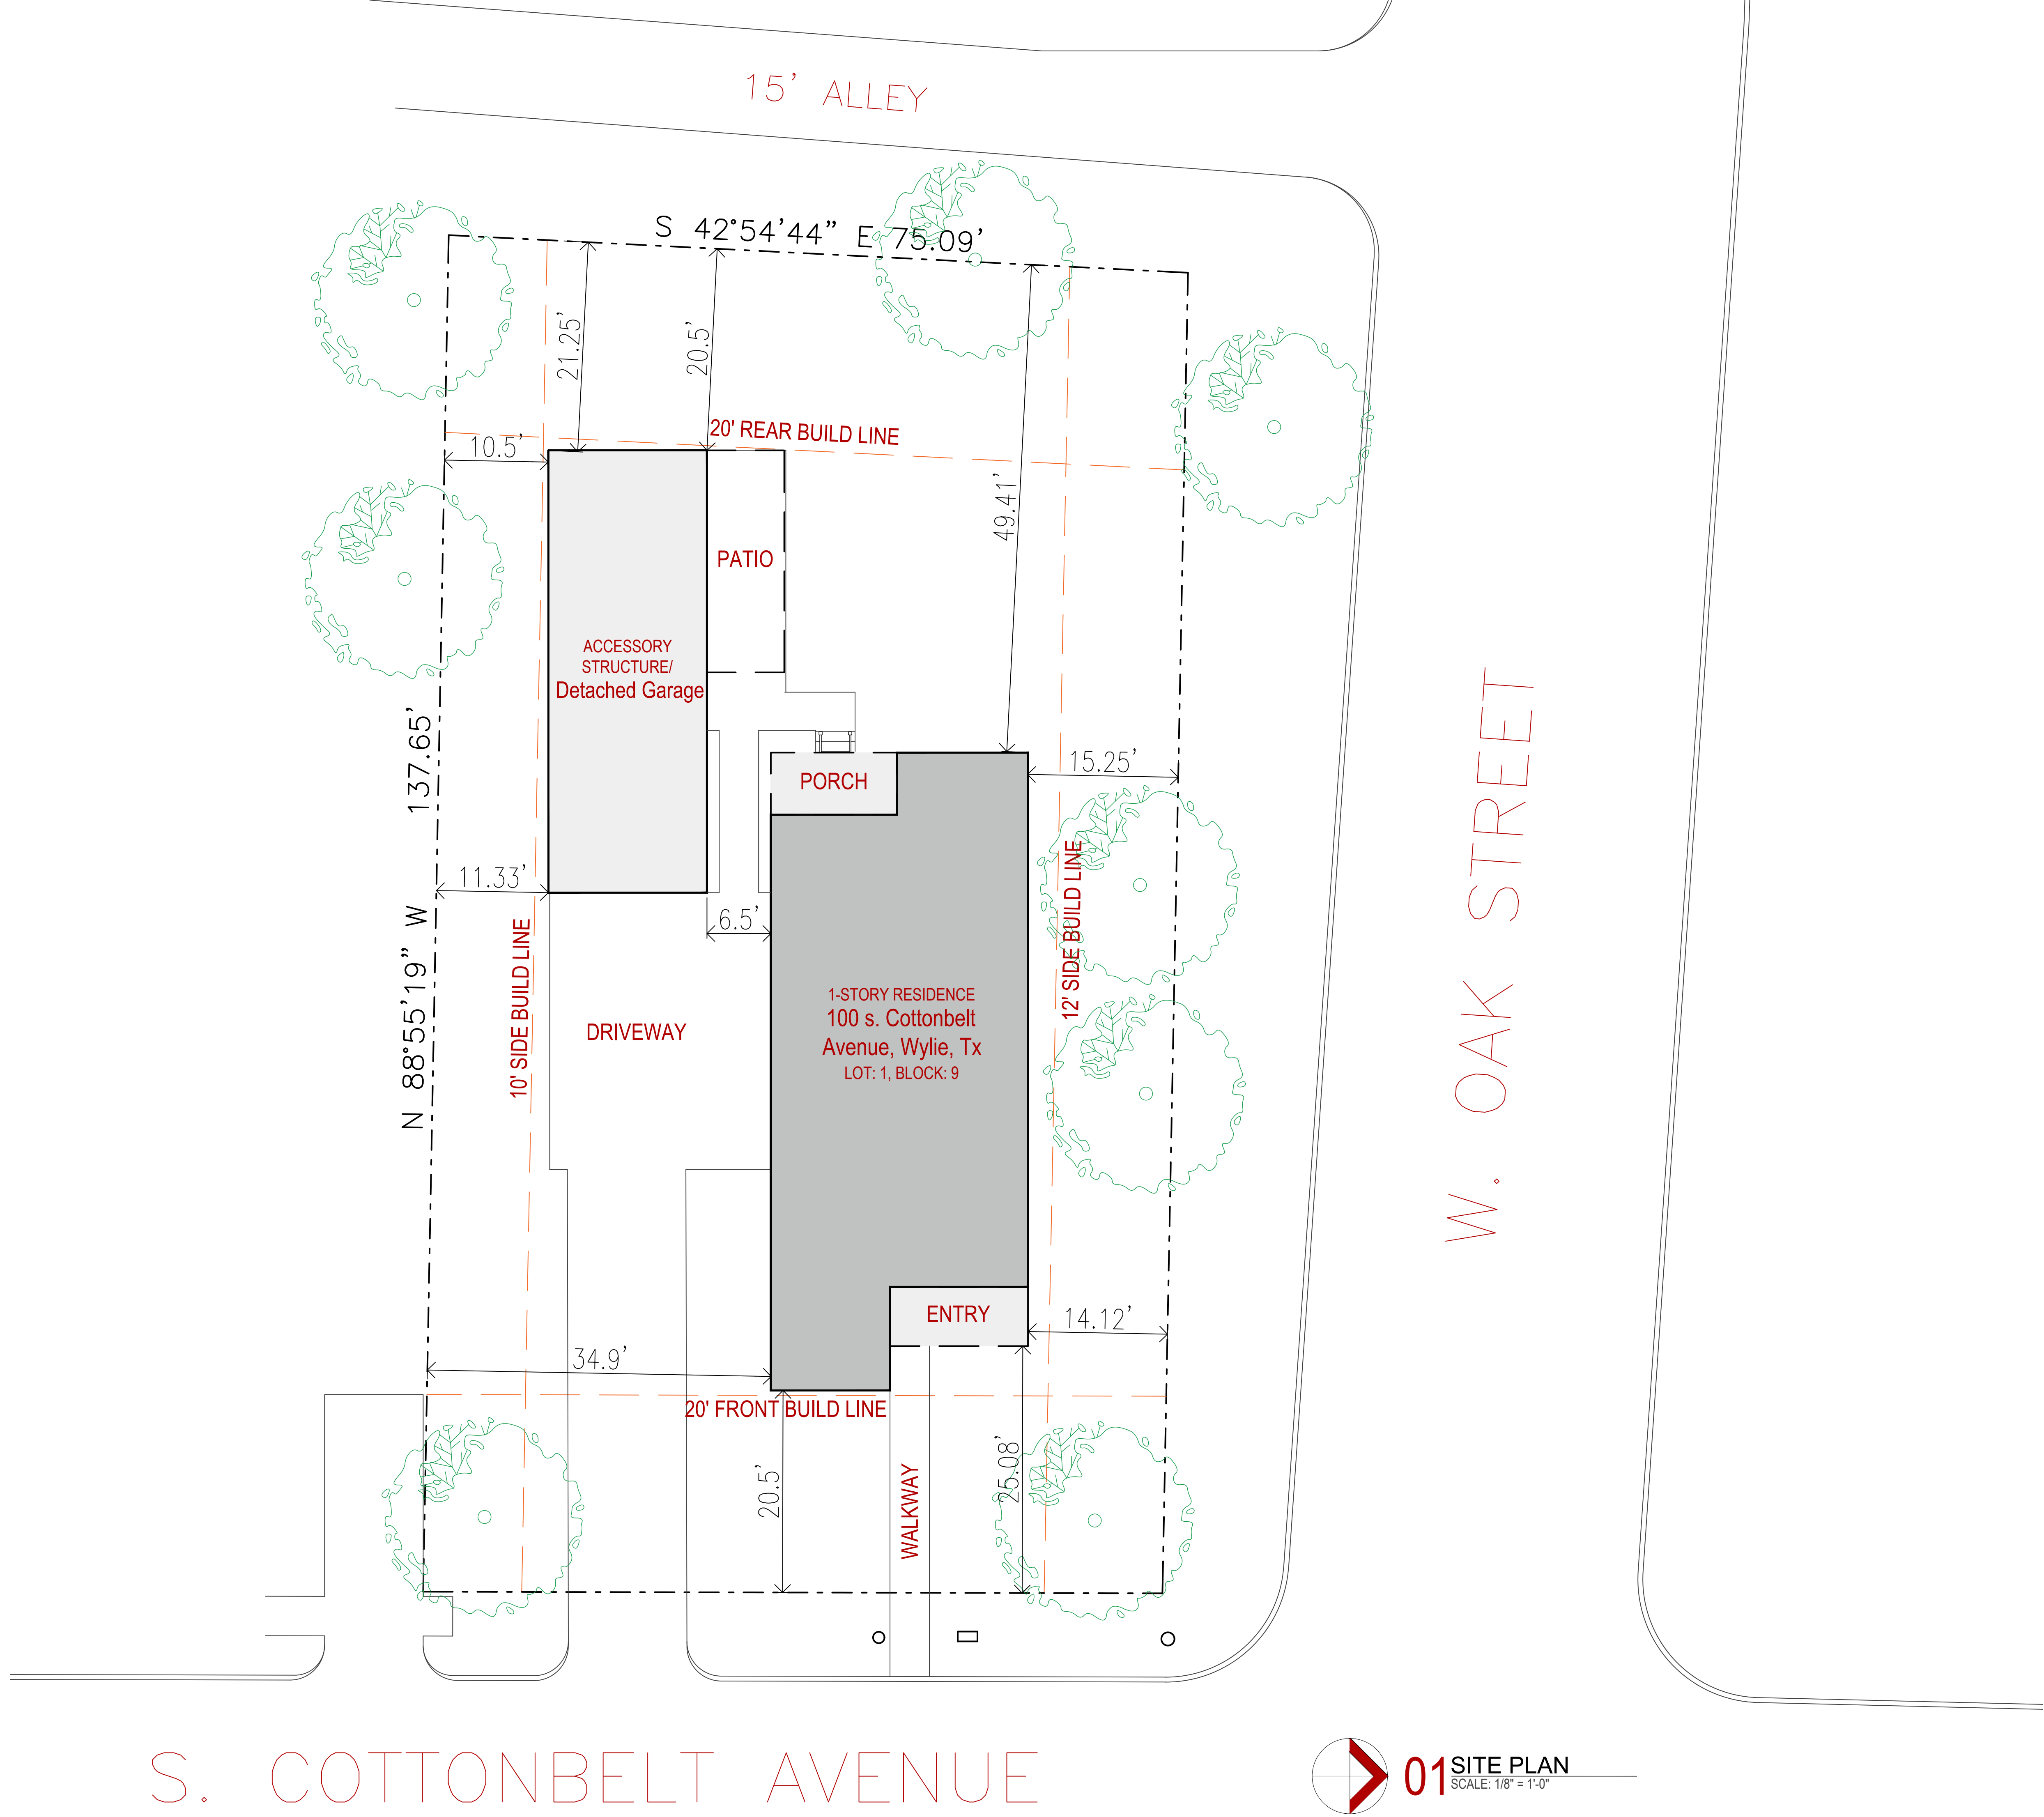 15’ ALLEY
S 42°54’44” E 75.09’
21.25’
20.5’
20' REAR BUILD LINE
10.5’
49.41’
PATIO
ACCESSORY
STRUCTURE/
Detached Garage
137.65’
N 88°55’19” W
PORCH
15.25’
11.33’
6.5’
10' SIDE BUILD LINE
12' SIDE BUILD LINE
DRIVEWAY
1-STORY RESIDENCE
100 s. Cottonbelt
Avenue, Wylie, Tx
LOT: 1, BLOCK: 9
W. OAK STREET
ENTRY
14.12’
34.9'
20' FRONT BUILD LINE
20.5'
WALKWAY
25.08'
S. COTTONBELT AVENUE
01 SITE PLAN
SCALE: 1/8" = 1'-0"